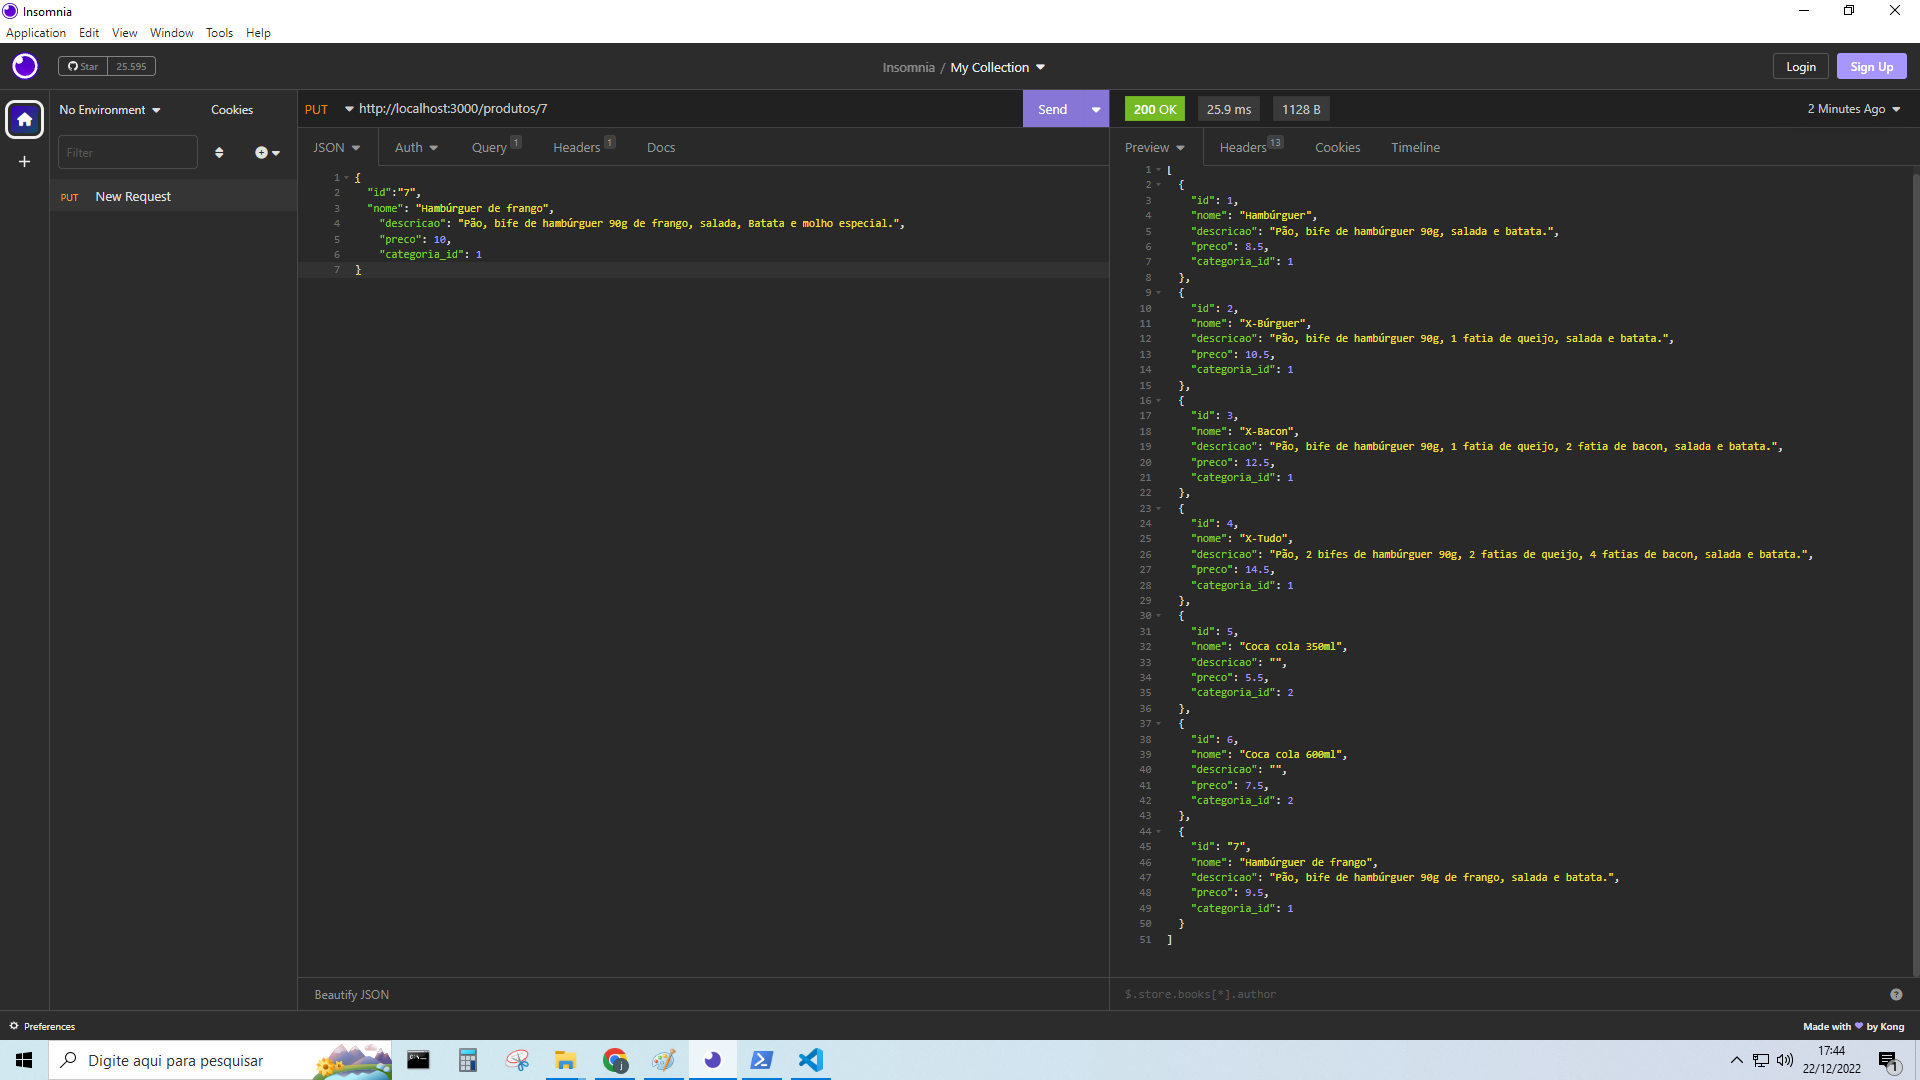 Insomnia
Application Edit View Window Tools Help
Star 25.595
Insomnia / My Collection
Login Sign Up
No Environment Cookies
PUT http://localhost:3000/produtos/7 Send
200 OK 25.9 ms 1128 B 2 Minutes Ago
Filter
JSON Auth Query 1 Headers 1 Docs
Preview Headers 13 Cookies Timeline
PUT New Request
1 {
2 "id":"7",
3 "nome": "Hambúrguer de frango",
4 "descricao": "Pão, bife de hambúrguer 90g de frango, salada, Batata e molho especial.",
5 "preco": 10,
6 "categoria_id": 1
7 }
1 [
2 {
3 "id": 1,
4 "nome": "Hambúrguer",
5 "descricao": "Pão, bife de hambúrguer 90g, salada e batata.",
6 "preco": 8.5,
7 "categoria_id": 1
8 },
9 {
10 "id": 2,
11 "nome": "X-Búrguer",
12 "descricao": "Pão, bife de hambúrguer 90g, 1 fatia de queijo, salada e batata.",
13 "preco": 10.5,
14 "categoria_id": 1
15 },
16 {
17 "id": 3,
18 "nome": "X-Bacon",
19 "descricao": "Pão, bife de hambúrguer 90g, 1 fatia de queijo, 2 fatia de bacon, salada e batata.",
20 "preco": 12.5,
21 "categoria_id": 1
22 },
23 {
24 "id": 4,
25 "nome": "X-Tudo",
26 "descricao": "Pão, 2 bifes de hambúrguer 90g, 2 fatias de queijo, 4 fatias de bacon, salada e batata.",
27 "preco": 14.5,
28 "categoria_id": 1
29 },
30 {
31 "id": 5,
32 "nome": "Coca cola 350ml",
33 "descricao": "",
34 "preco": 5.5,
35 "categoria_id": 2
36 },
37 {
38 "id": 6,
39 "nome": "Coca cola 600ml",
40 "descricao": "",
41 "preco": 7.5,
42 "categoria_id": 2
43 },
44 {
45 "id": "7",
46 "nome": "Hambúrguer de frango",
47 "descricao": "Pão, bife de hambúrguer 90g de frango, salada e batata.",
48 "preco": 9.5,
49 "categoria_id": 1
50 }
51 ]
Beautify JSON
$.store.books[*].author
Preferences
Made with by Kong
Digite aqui para pesquisar
17:44
22/12/2022
1